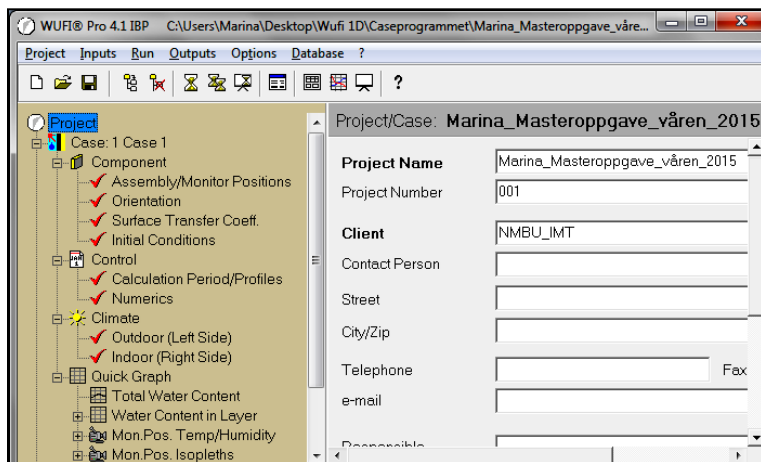 WUFI® Pro 4.1 IBP C:\Users\Marina\Desktop\Wufi 1D\Caseprogrammet\Marina_Masteroppgave_våre...
Project Inputs Run Outputs Options Database ?
Project
Case: 1 Case 1
Component
Assembly/Monitor Positions
Orientation
Surface Transfer Coeff.
Initial Conditions
Control
Calculation Period/Profiles
Numerics
Climate
Outdoor (Left Side)
Indoor (Right Side)
Quick Graph
Total Water Content
Water Content in Layer
Mon.Pos. Temp/Humidity
Mon.Pos. Isopleths
Project/Case: Marina_Masteroppgave_våren_2015
Project Name Marina_Masteroppgave_våren_2015
Project Number 001
Client NMBU_IMT
Contact Person
Street
City/Zip
Telephone Fax
e-mail
Responsible